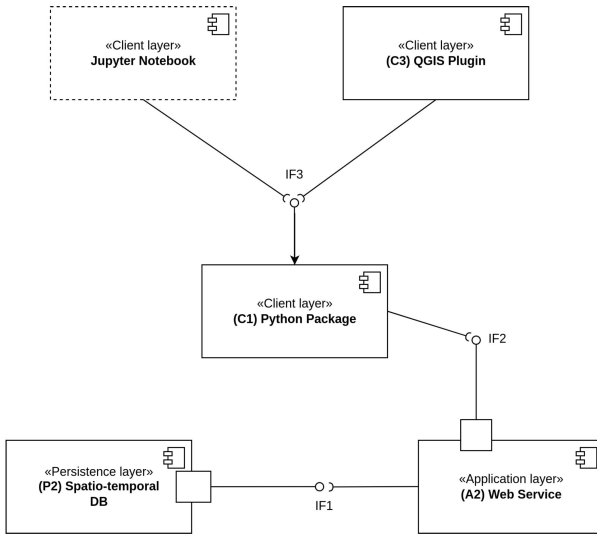 «Client layer»
Jupyter Notebook
«Client layer»
(C3) QGIS Plugin
IF3
«Client layer»
(C1) Python Package
IF2
«Persistence layer»
(P2) Spatio-temporal
DB
IF1
«Application layer»
(A2) Web Service